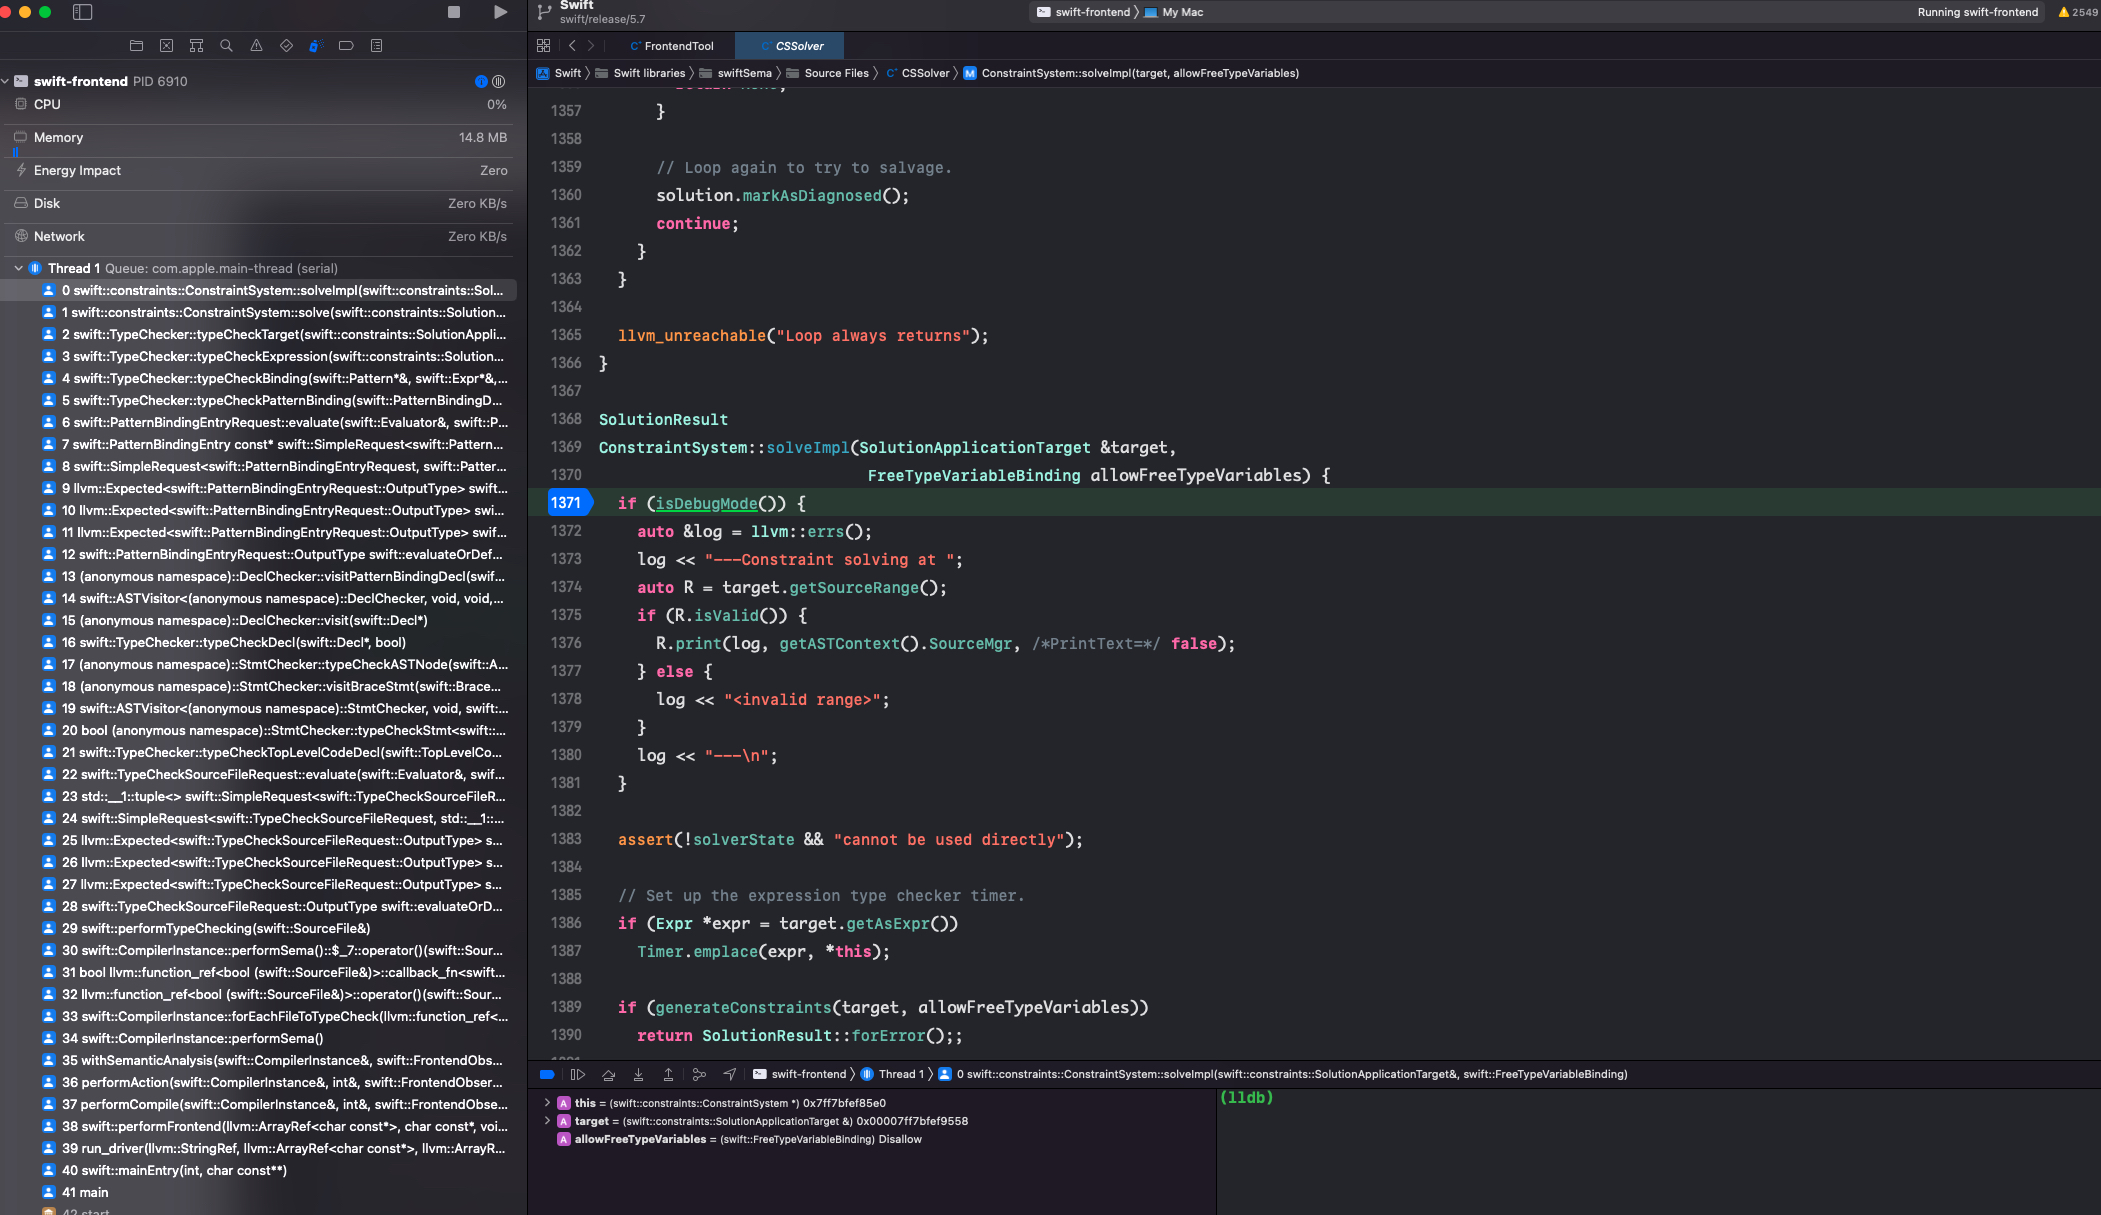 Swift
swift/release/5.7
swift-frontend
My Mac
Running swift-frontend
2549
FrontendTool
CSSolver
Swift
Swift libraries
swiftSema
Source Files
CSSolver
M
ConstraintSystem::solveImpl(target, allowFreeTypeVariables)
swift-frontend PID 6910
CPU
0%
Memory
14.8 MB
Energy Impact
Zero
Disk
Zero KB/s
Network
Zero KB/s
Thread 1 Queue: com.apple.main-thread (serial)
0 swift::constraints::ConstraintSystem::solveImpl(swift::constraints::Sol...
1 swift::constraints::ConstraintSystem::solve(swift::constraints::Solution...
2 swift::TypeChecker::typeCheckTarget(swift::constraints::SolutionAppli...
3 swift::TypeChecker::typeCheckExpression(swift::constraints::Solution...
4 swift::TypeChecker::typeCheckBinding(swift::Pattern*&, swift::Expr*&,...
5 swift::TypeChecker::typeCheckPatternBinding(swift::PatternBindingD...
6 swift::PatternBindingEntryRequest::evaluate(swift::Evaluator&, swift::P...
7 swift::PatternBindingEntry const* swift::SimpleRequest<swift::Pattern...
8 swift::SimpleRequest<swift::PatternBindingEntryRequest, swift::Patter...
9 llvm::Expected<swift::PatternBindingEntryRequest::OutputType> swift...
10 llvm::Expected<swift::PatternBindingEntryRequest::OutputType> swi...
11 llvm::Expected<swift::PatternBindingEntryRequest::OutputType> swif...
12 swift::PatternBindingEntryRequest::OutputType swift::evaluateOrDef...
13 (anonymous namespace)::DeclChecker::visitPatternBindingDecl(swif...
14 swift::ASTVisitor<(anonymous namespace)::DeclChecker, void, void,...
15 (anonymous namespace)::DeclChecker::visit(swift::Decl*)
16 swift::TypeChecker::typeCheckDecl(swift::Decl*, bool)
17 (anonymous namespace)::StmtChecker::typeCheckASTNode(swift::A...
18 (anonymous namespace)::StmtChecker::visitBraceStmt(swift::Brace...
19 swift::ASTVisitor<(anonymous namespace)::StmtChecker, void, swift:...
20 bool (anonymous namespace)::StmtChecker::typeCheckStmt<swift::...
21 swift::TypeChecker::typeCheckTopLevelCodeDecl(swift::TopLevelCo...
22 swift::TypeCheckSourceFileRequest::evaluate(swift::Evaluator&, swif...
23 std::__1::tuple<> swift::SimpleRequest<swift::TypeCheckSourceFileR...
24 swift::SimpleRequest<swift::TypeCheckSourceFileRequest, std::__1::...
25 llvm::Expected<swift::TypeCheckSourceFileRequest::OutputType> s...
26 llvm::Expected<swift::TypeCheckSourceFileRequest::OutputType> s...
27 llvm::Expected<swift::TypeCheckSourceFileRequest::OutputType> s...
28 swift::TypeCheckSourceFileRequest::OutputType swift::evaluateOrD...
29 swift::performTypeChecking(swift::SourceFile&)
30 swift::CompilerInstance::performSema()::$_7::operator()(swift::Sour...
31 bool llvm::function_ref<bool (swift::SourceFile&)>::callback_fn<swift...
32 llvm::function_ref<bool (swift::SourceFile&)>::operator()(swift::Sour...
33 swift::CompilerInstance::forEachFileToTypeCheck(llvm::function_ref<...
34 swift::CompilerInstance::performSema()
35 withSemanticAnalysis(swift::CompilerInstance&, swift::FrontendObs...
36 performAction(swift::CompilerInstance&, int&, swift::FrontendObser...
37 performCompile(swift::CompilerInstance&, int&, swift::FrontendObse...
38 swift::performFrontend(llvm::ArrayRef<char const*>, char const*, voi...
39 run_driver(llvm::StringRef, llvm::ArrayRef<char const*>, llvm::ArrayR...
40 swift::mainEntry(int, char const**)
41 main
42 start
1357 }
1358
1359 // Loop again to try to salvage.
1360 solution.markAsDiagnosed();
1361 continue;
1362 }
1363 }
1364
1365 llvm_unreachable("Loop always returns");
1366 }
1367
1368 SolutionResult
1369 ConstraintSystem::solveImpl(SolutionApplicationTarget &target,
1370 FreeTypeVariableBinding allowFreeTypeVariables) {
1371 if (isDebugMode()) {
1372 auto &log = llvm::errs();
1373 log << "---Constraint solving at ";
1374 auto R = target.getSourceRange();
1375 if (R.isValid()) {
1376 R.print(log, getASTContext().SourceMgr, /*PrintText=*/ false);
1377 } else {
1378 log << "<invalid range>";
1379 }
1380 log << "---\n";
1381 }
1382
1383 assert(!solverState && "cannot be used directly");
1384
1385 // Set up the expression type checker timer.
1386 if (Expr *expr = target.getAsExpr())
1387 Timer.emplace(expr, *this);
1388
1389 if (generateConstraints(target, allowFreeTypeVariables))
1390 return SolutionResult::forError();;
swift-frontend
Thread 1
0 swift::constraints::ConstraintSystem::solveImpl(swift::constraints::SolutionApplicationTarget&, swift::FreeTypeVariableBinding)
A this = (swift::constraints::ConstraintSystem *) 0x7ff7bfef85e0
A target = (swift::constraints::SolutionApplicationTarget &) 0x00007ff7bfef9558
A allowFreeTypeVariables = (swift::FreeTypeVariableBinding) Disallow
(lldb)